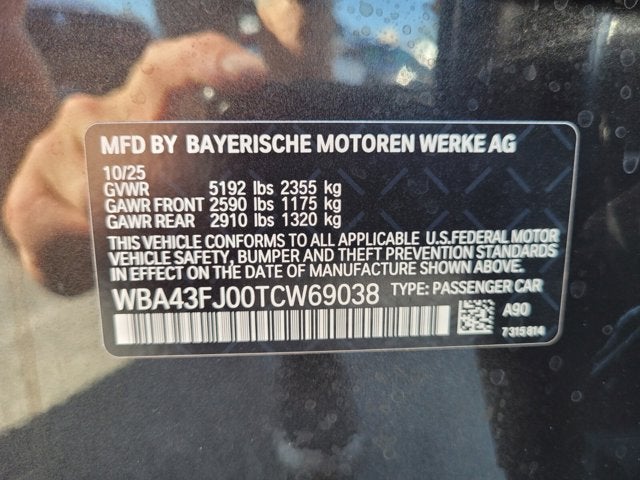 MFD BY BAYERISCHE MOTOREN WERKE AG
10/25
GVWR 5192 lbs 2355 kg
GAWR FRONT 2590 lbs 1175 kg
GAWR REAR 2910 lbs 1320 kg
THIS VEHICLE CONFORMS TO ALL APPLICABLE U.S.FEDERAL MOTOR
VEHICLE SAFETY, BUMPER AND THEFT PREVENTION STANDARDS
IN EFFECT ON THE DATE OF MANUFACTURE SHOWN ABOVE.
WBA43FJ00TCW69038 TYPE: PASSENGER CAR
A90
7315814